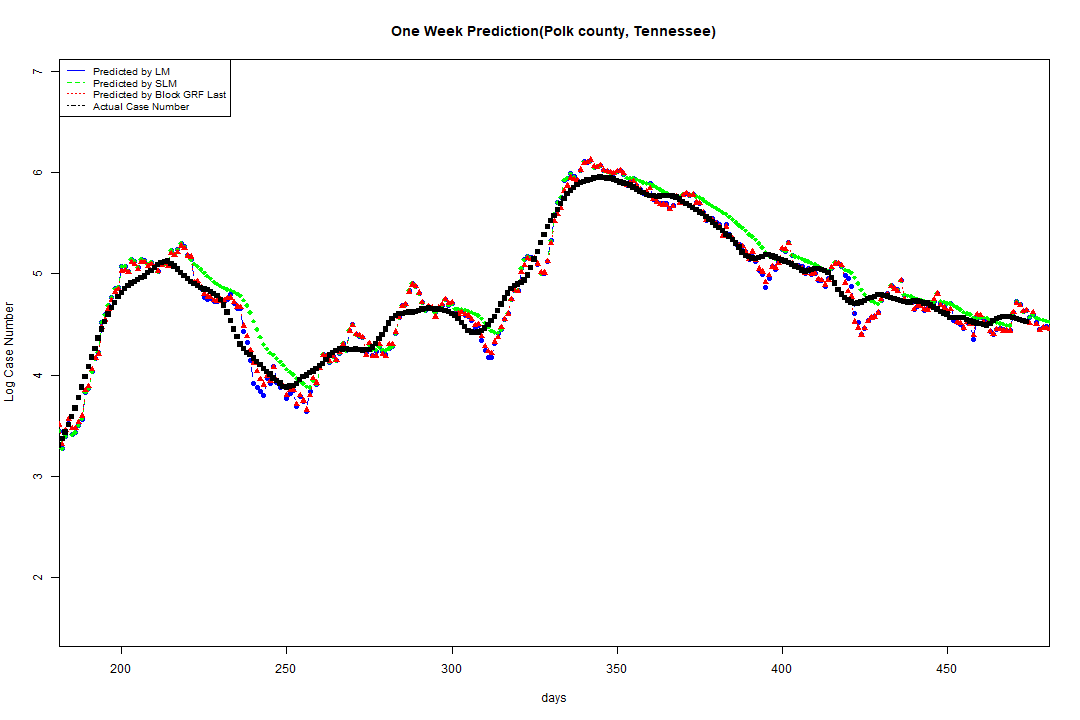 One Week Prediction(Polk county, Tennessee)
Predicted by LM
Predicted by SLM
Predicted by Block GRF Last
Actual Case Number
7
6
5
4
3
2
Log Case Number
200 250 300 350 400 450
days